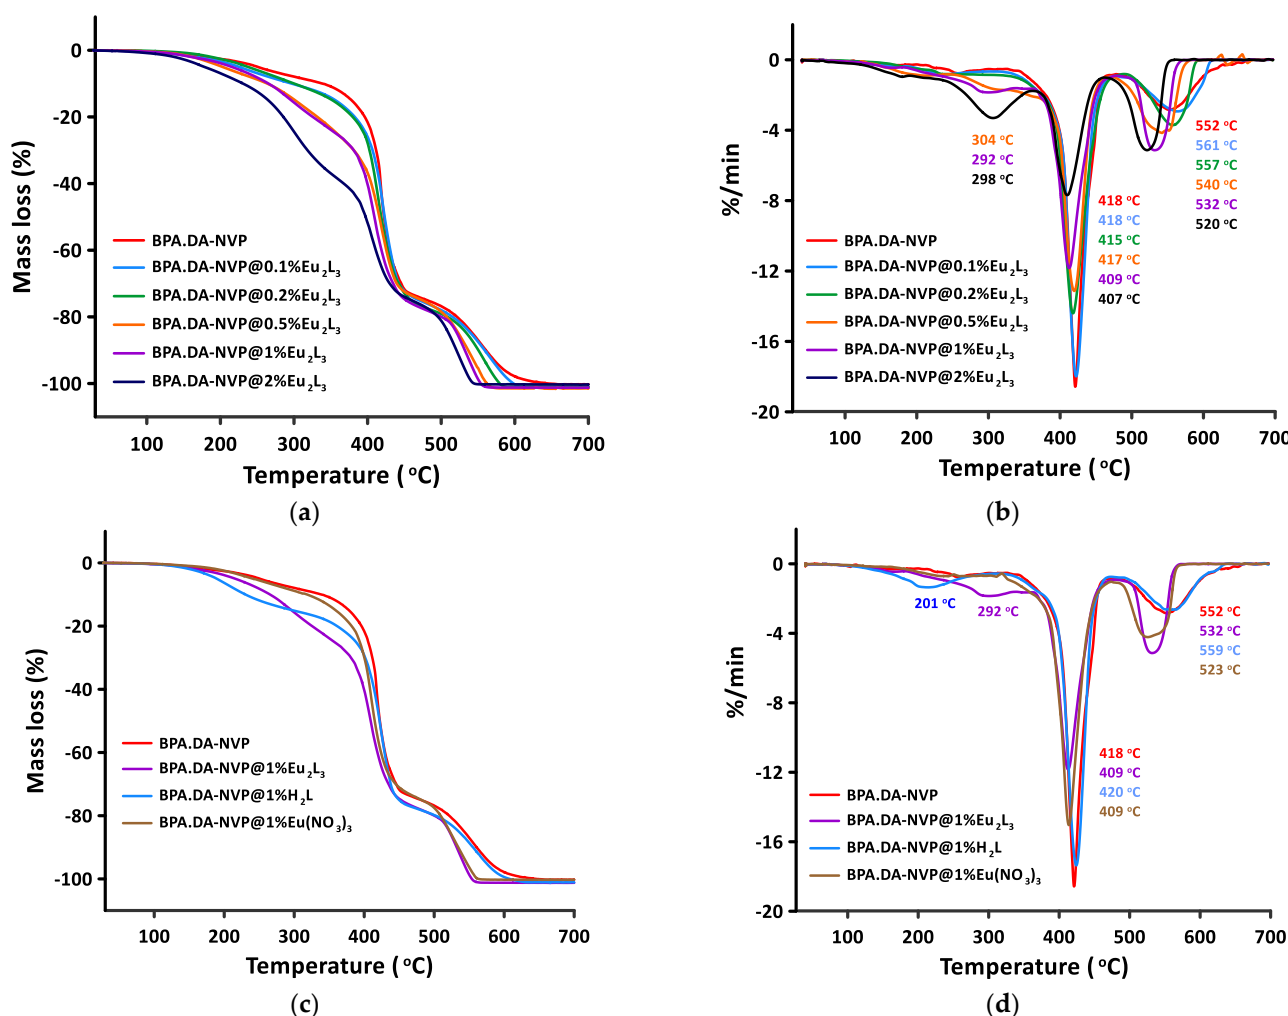 0
-20
-40
-60
-80
-100
Mass loss (%)
BPA.DA-NVP
BPA.DA-NVP@0.1%Eu₂L₃
BPA.DA-NVP@0.2%Eu₂L₃
BPA.DA-NVP@0.5%Eu₂L₃
BPA.DA-NVP@1%Eu₂L₃
BPA.DA-NVP@2%Eu₂L₃
100 200 300 400 500 600 700
Temperature (°C)
(a)
0
-4
-8
-12
-16
-20
%/min
304 °C
292 °C
298 °C
418 °C
418 °C
415 °C
417 °C
409 °C
407 °C
552 °C
561 °C
557 °C
540 °C
532 °C
520 °C
BPA.DA-NVP
BPA.DA-NVP@0.1%Eu₂L₃
BPA.DA-NVP@0.2%Eu₂L₃
BPA.DA-NVP@0.5%Eu₂L₃
BPA.DA-NVP@1%Eu₂L₃
BPA.DA-NVP@2%Eu₂L₃
100 200 300 400 500 600 700
Temperature (°C)
(b)
0
-20
-40
-60
-80
-100
Mass loss (%)
BPA.DA-NVP
BPA.DA-NVP@1%Eu₂L₃
BPA.DA-NVP@1%H₂L
BPA.DA-NVP@1%Eu(NO₃)₃
100 200 300 400 500 600 700
Temperature (°C)
(c)
0
-4
-8
-12
-16
-20
%/min
201 °C
292 °C
418 °C
409 °C
420 °C
409 °C
552 °C
532 °C
559 °C
523 °C
BPA.DA-NVP
BPA.DA-NVP@1%Eu₂L₃
BPA.DA-NVP@1%H₂L
BPA.DA-NVP@1%Eu(NO₃)₃
100 200 300 400 500 600 700
Temperature (°C)
(d)